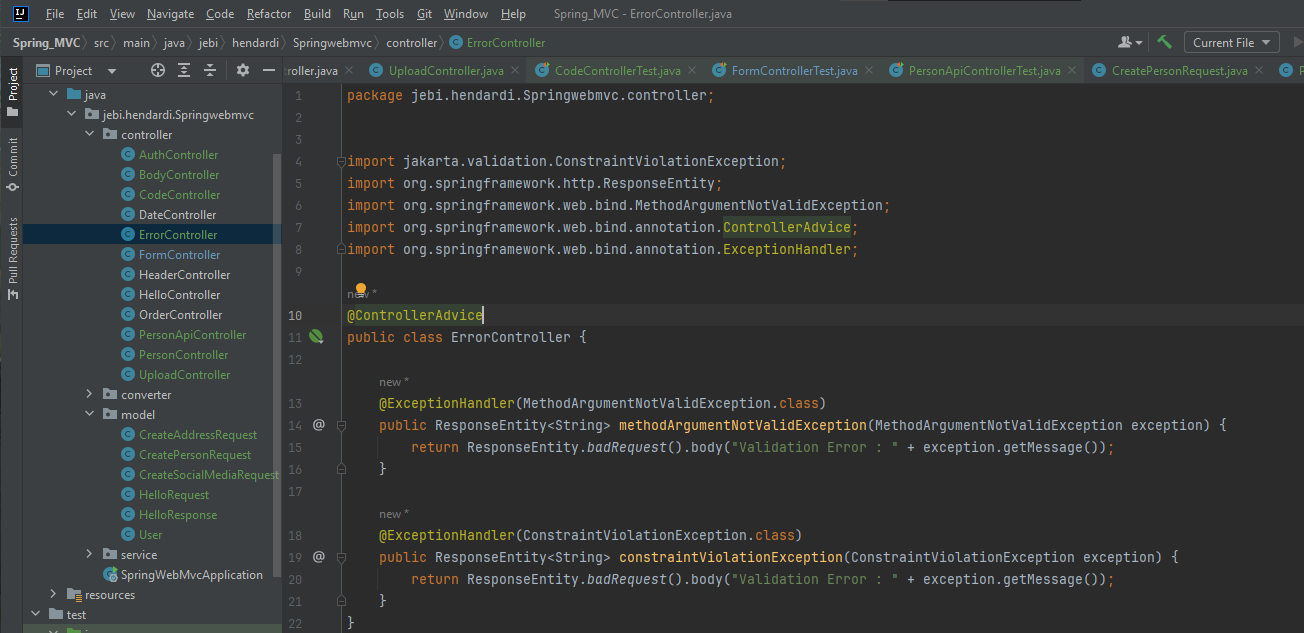 IJ File Edit View Navigate Code Refactor Build Run Tools Git Window Help Spring_MVC - ErrorController.java
Spring_MVC src main java jebi hendardi Springwebmvc controller C ErrorController Current File
Project Project roller.java C UploadController.java C CodeControllerTest.java C FormControllerTest.java C PersonApiControllerTest.java C CreatePersonRequest.java C P
Commit
Pull Requests
java
jebi.hendardi.Springwebmvc
controller
C AuthController
C BodyController
C CodeController
C DateController
C ErrorController
C FormController
C HeaderController
C HelloController
C OrderController
C PersonApiController
C PersonController
C UploadController
converter
model
C CreateAddressRequest
C CreatePersonRequest
C CreateSocialMediaRequest
C HelloRequest
C HelloResponse
C User
service
SpringWebMvcApplication
resources
test
1 package jebi.hendardi.Springwebmvc.controller;
2
3
4 import jakarta.validation.ConstraintViolationException;
5 import org.springframework.http.ResponseEntity;
6 import org.springframework.web.bind.MethodArgumentNotValidException;
7 import org.springframework.web.bind.annotation.ControllerAdvice;
8 import org.springframework.web.bind.annotation.ExceptionHandler;
9
new *
10 @ControllerAdvice
11 public class ErrorController {
12
new *
13 @ExceptionHandler(MethodArgumentNotValidException.class)
14 @ public ResponseEntity<String> methodArgumentNotValidException(MethodArgumentNotValidException exception) {
15 return ResponseEntity.badRequest().body("Validation Error : " + exception.getMessage());
16 }
17
new *
18 @ExceptionHandler(ConstraintViolationException.class)
19 @ public ResponseEntity<String> constraintViolationException(ConstraintViolationException exception) {
20 return ResponseEntity.badRequest().body("Validation Error : " + exception.getMessage());
21 }
22 }